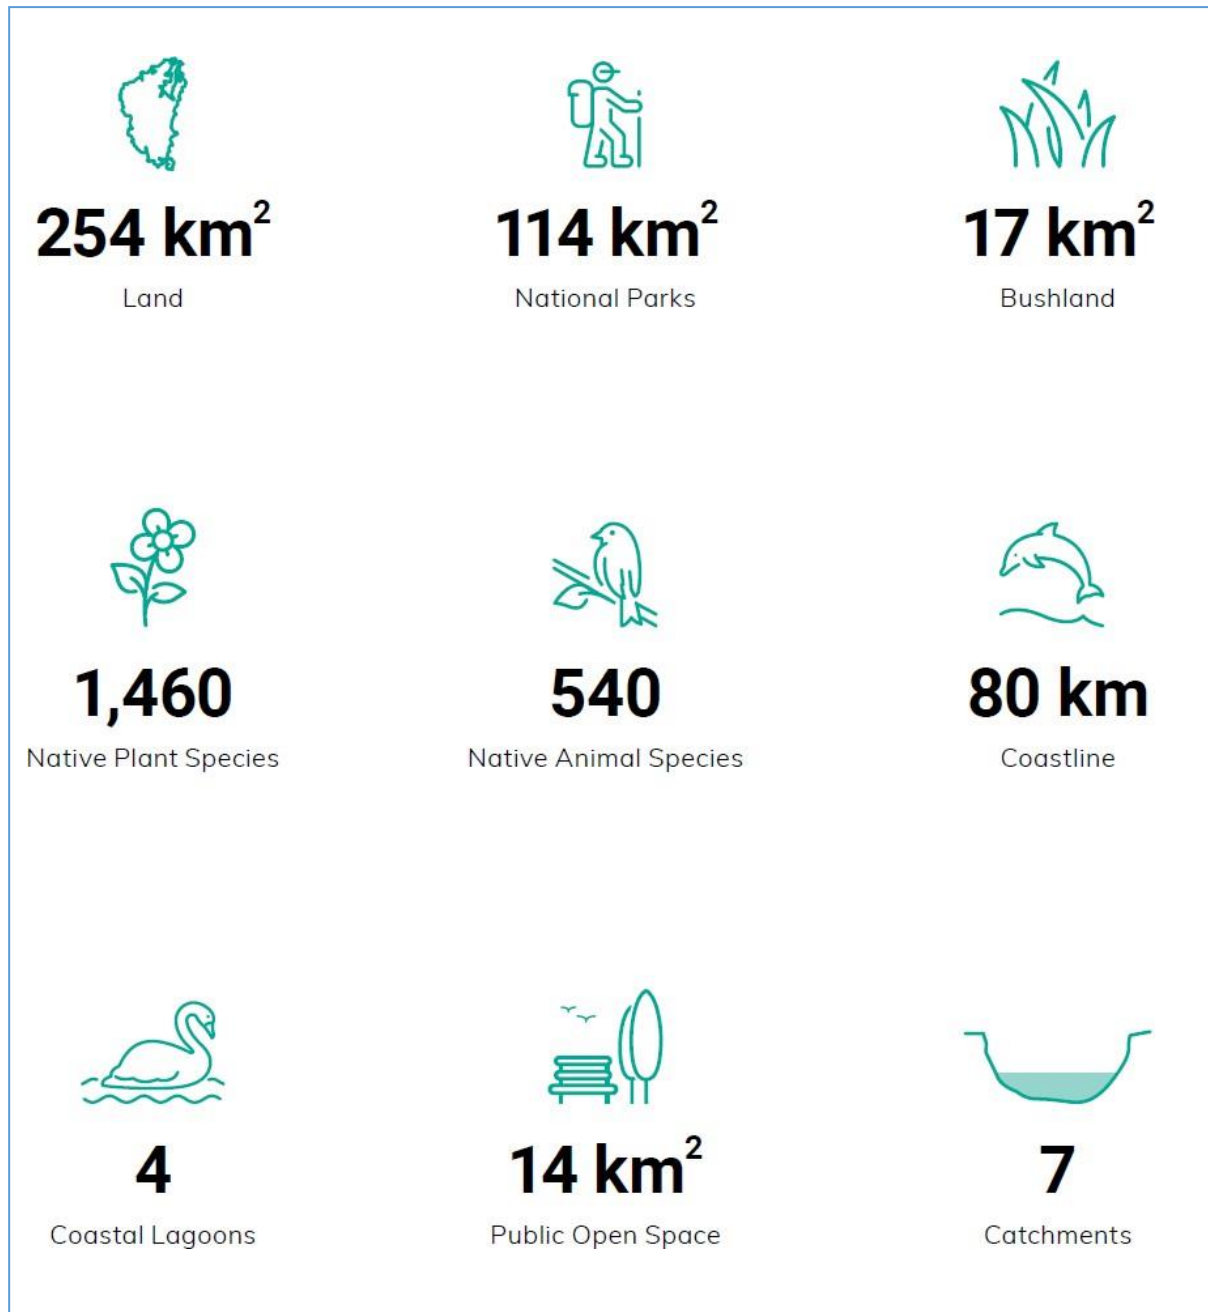 254 km²
114 km²
17 km²
Land
National Parks
Bushland
1,460
540
80 km
Native Plant Species
Native Animal Species
Coastline
4
14 km²
7
Coastal Lagoons
Public Open Space
Catchments